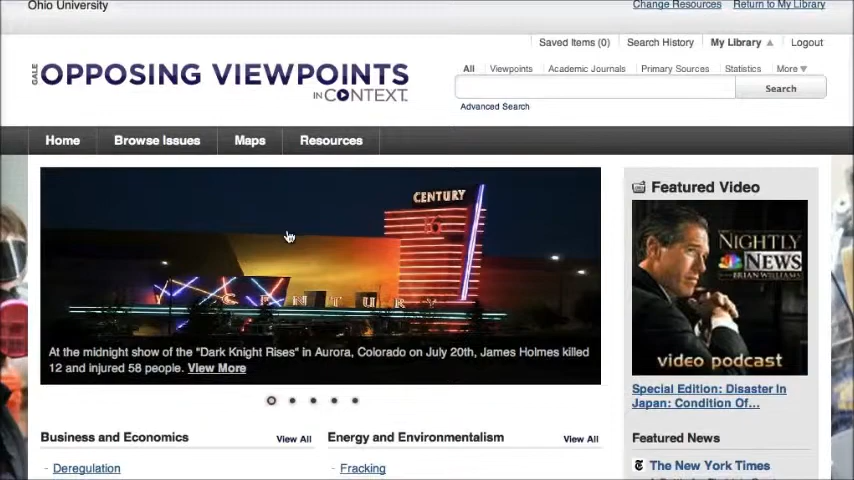 Ohio University
Change Resources Return to My Library
Saved Items (0) Search History My Library Logout
GALE OPPOSING VIEWPOINTS
IN CONTEXT
All Viewpoints Academic Journals Primary Sources Statistics More
Search
Advanced Search
Home Browse Issues Maps Resources
CENTURY
16
CENTURY
At the midnight show of the "Dark Knight Rises" in Aurora, Colorado on July 20th, James Holmes killed
12 and injured 58 people. View More
Featured Video
NIGHTLY
NEWS
BRIAN WILLIAMS
video podcast
Special Edition: Disaster In
Japan: Condition Of...
Business and Economics View All
- Deregulation
Energy and Environmentalism View All
- Fracking
Featured News
The New York Times